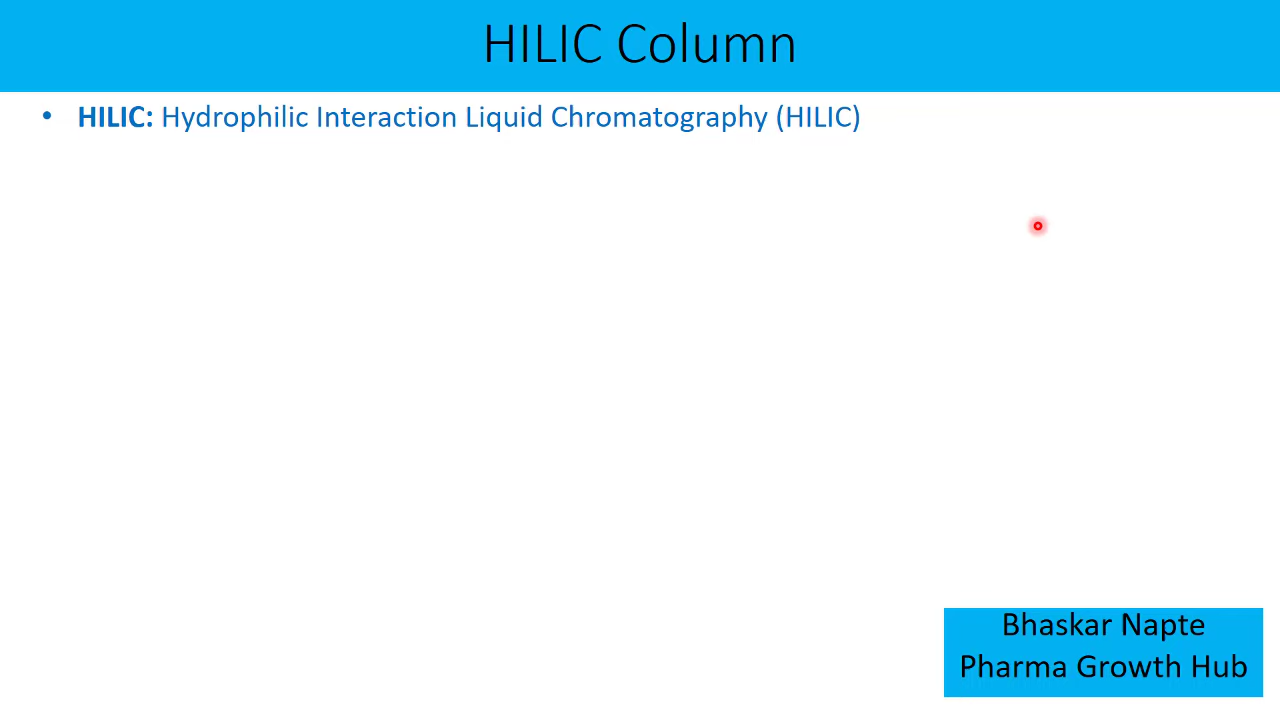 HILIC Column
• HILIC: Hydrophilic Interaction Liquid Chromatography (HILIC)
Bhaskar Napte
Pharma Growth Hub